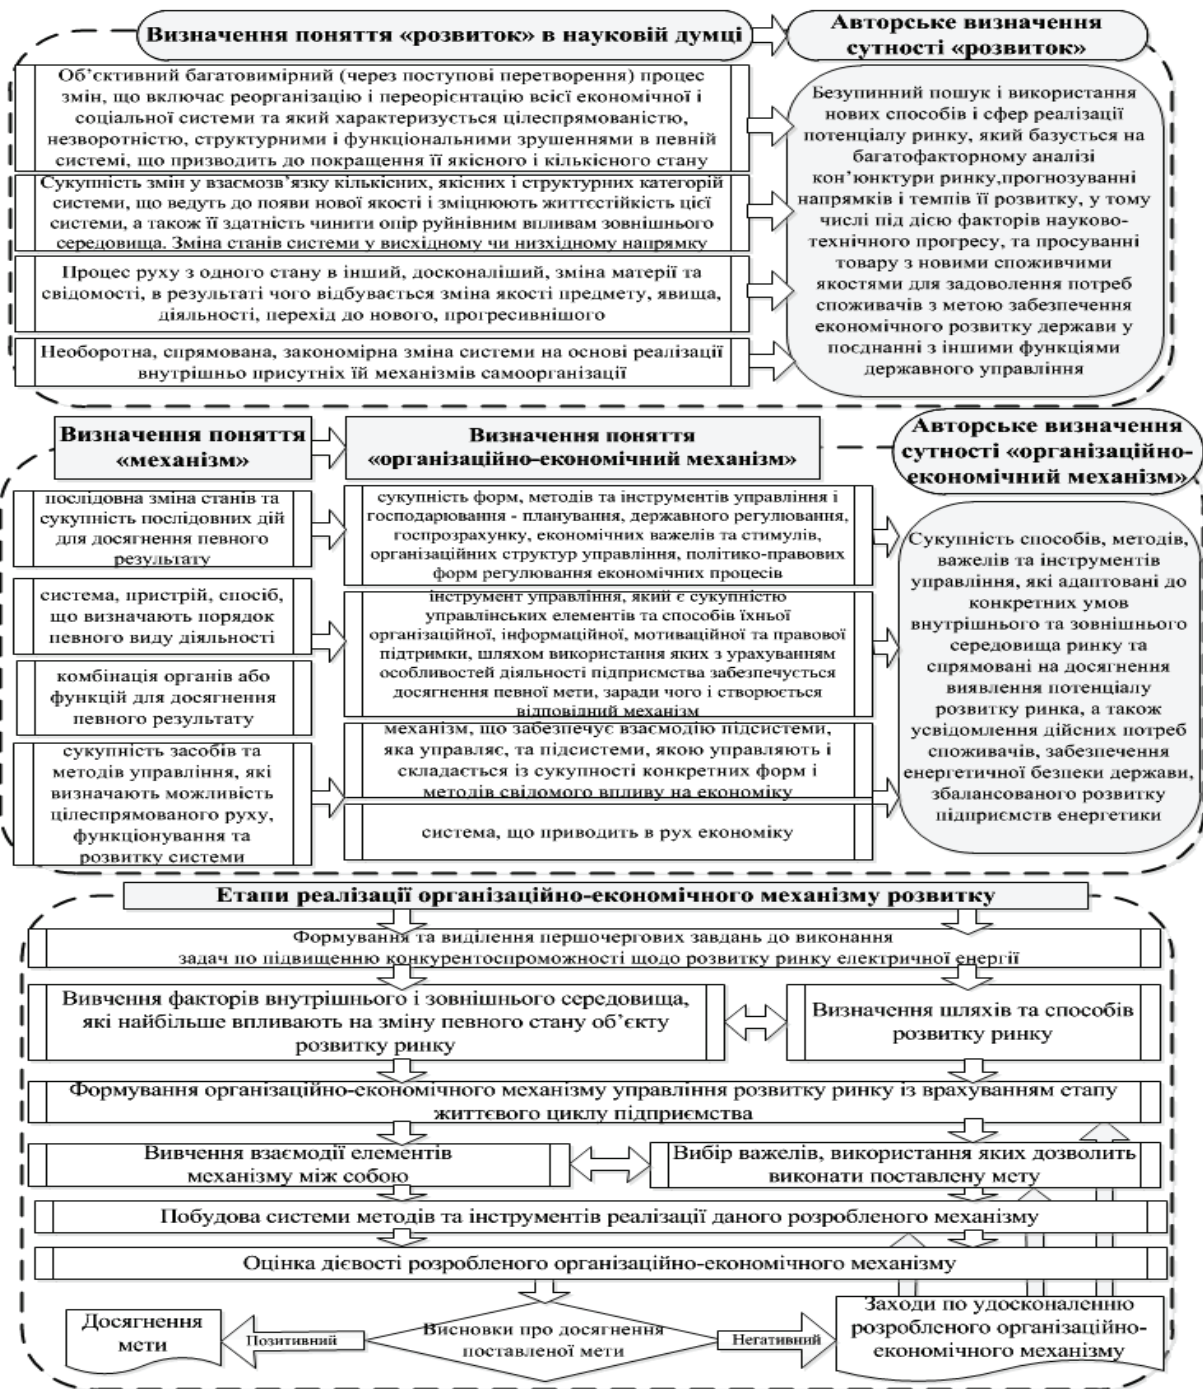 Визначення поняття «розвиток» в науковій думці
Авторське визначення
сутності «розвиток»
Об’єктивний багатовимірний (через поступові перетворення) процес
змін, що включає реорганізацію і переорієнтацію всієї економічної і
соціальної системи та який характеризується цілеспрямованістю,
незворотністю, структурними і функціональними зрушеннями в певній
системі, що призводить до покращення її якісного і кількісного стану
Сукупність змін у взаємозв’язку кількісних, якісних і структурних категорій
системи, що ведуть до появи нової якості і зміцнюють життєстійкість цієї
системи, а також її здатність чинити опір руйнівним впливам зовнішнього
середовища. Зміна станів системи у висхідному чи низхідному напрямку
Процес руху з одного стану в інший, досконаліший, зміна матерії та
свідомості, в результаті чого відбувається зміна якості предмету, явища,
діяльності, перехід до нового, прогресивнішого
Необоротна, спрямована, закономірна зміна системи на основі реалізації
внутрішньо присутніх їй механізмів самоорганізації
Безупинний пошук і використання
нових способів і сфер реалізації
потенціалу ринку, який базується на
багатофакторному аналізі
кон’юнктури ринку,прогнозуванні
напрямків і темпів її розвитку, у тому
числі під дією факторів науково-
технічного прогресу, та просуванні
товару з новими споживчими
якостями для задоволення потреб
споживачів з метою забезпечення
економічного розвитку держави у
поєднанні з іншими функціями
державного управління
Визначення поняття
«механізм»
Визначення поняття
«організаційно-економічний механізм»
Авторське визначення
сутності «організаційно-
економічний механізм»
послідовна зміна станів та
сукупність послідовних дій
для досягнення певного
результату
система, пристрій, спосіб,
що визначають порядок
певного виду діяльності
комбінація органів або
функцій для досягнення
певного результату
сукупність засобів та
методів управління, які
визначають можливість
цілеспрямованого руху,
функціонування та
розвитку системи
сукупність форм, методів та інструментів управління і
господарювання - планування, державного регулювання,
госпрозрахунку, економічних важелів та стимулів,
організаційних структур управління, політико-правових
форм регулювання економічних процесів
інструмент управління, який є сукупністю
управлінських елементів та способів їхньої
організаційної, інформаційної, мотиваційної та правової
підтримки, шляхом використання яких з урахуванням
особливостей діяльності підприємства забезпечується
досягнення певної мети, заради чого і створюється
відповідний механізм
механізм, що забезпечує взаємодію підсистеми,
яка управляє, та підсистеми, якою управляють і
складається із сукупності конкретних форм і
методів свідомого впливу на економіку
система, що приводить в рух економіку
Сукупність способів, методів,
важелів та інструментів
управління, які адаптовані до
конкретних умов
внутрішнього та зовнішнього
середовища ринку та
спрямовані на досягнення
виявлення потенціалу
розвитку ринка, а також
усвідомлення дійсних потреб
споживачів, забезпечення
енергетичної безпеки держави,
збалансованого розвитку
підприємств енергетики
Етапи реалізації організаційно-економічного механізму розвитку
Формування та виділення першочергових завдань до виконання
задач по підвищенню конкурентоспроможності щодо розвитку ринку електричної енергії
Вивчення факторів внутрішнього і зовнішнього середовища,
які найбільше впливають на зміну певного стану об’єкту
розвитку ринку
Визначення шляхів та способів
розвитку ринку
Формування організаційно-економічного механізму управління розвитку ринку із врахуванням етапу
життєвого циклу підприємства
Вивчення взаємодії елементів
механізму між собою
Вибір важелів, використання яких дозволить
виконати поставлену мету
Побудова системи методів та інструментів реалізації даного розробленого механізму
Оцінка дієвості розробленого організаційно-економічного механізму
Досягнення
мети
Позитивний
Висновки про досягнення
поставленої мети
Негативний
Заходи по удосконаленню
розробленого організаційно-
економічного механізму